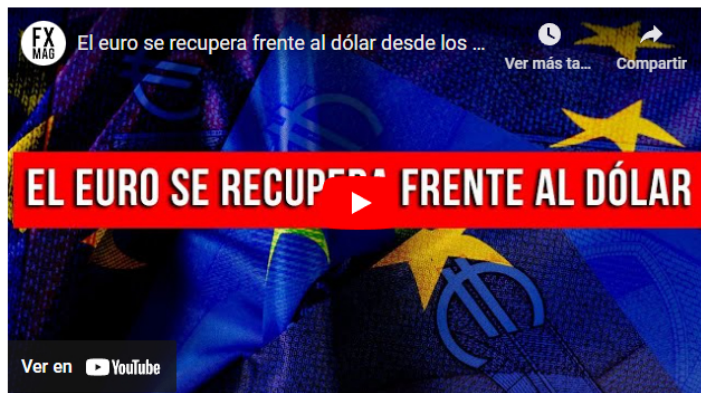 FX
MAG
El euro se recupera frente al dólar desde los ...
Ver más ta...
Compartir
EL EURO SE RECUPERA FRENTE AL DÓLAR
Ver en YouTube